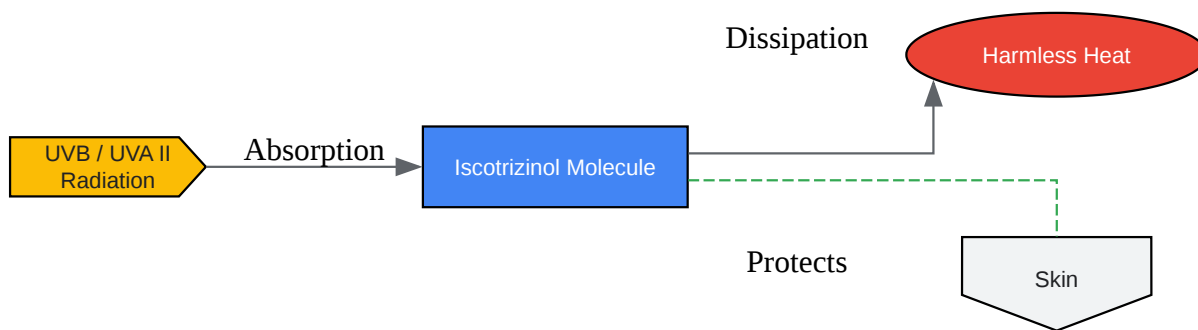 Dissipation
Harmless Heat
UVB / UVA II
Radiation
Absorption
Iscotrizinol Molecule
Protects
Skin